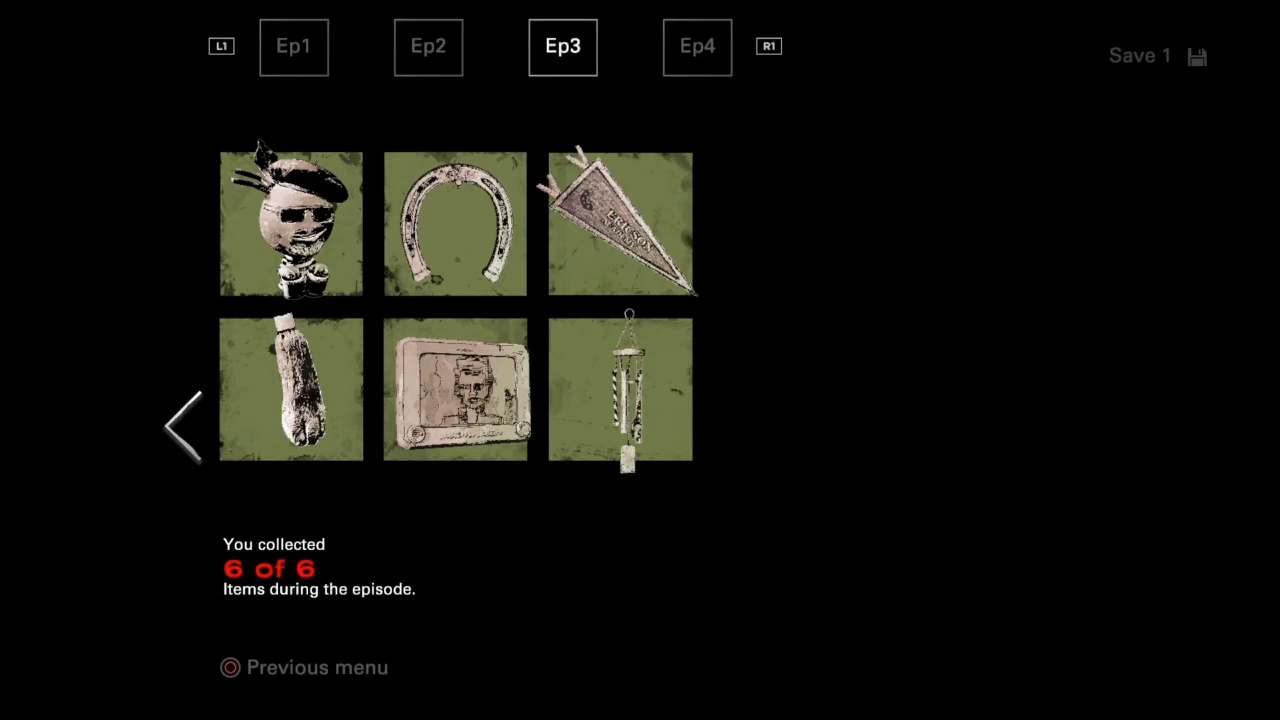 L1
Ep1
Ep2
Ep3
Ep4
R1
Save 1
ERICSON
You collected
6 of 6
Items during the episode.
Previous menu